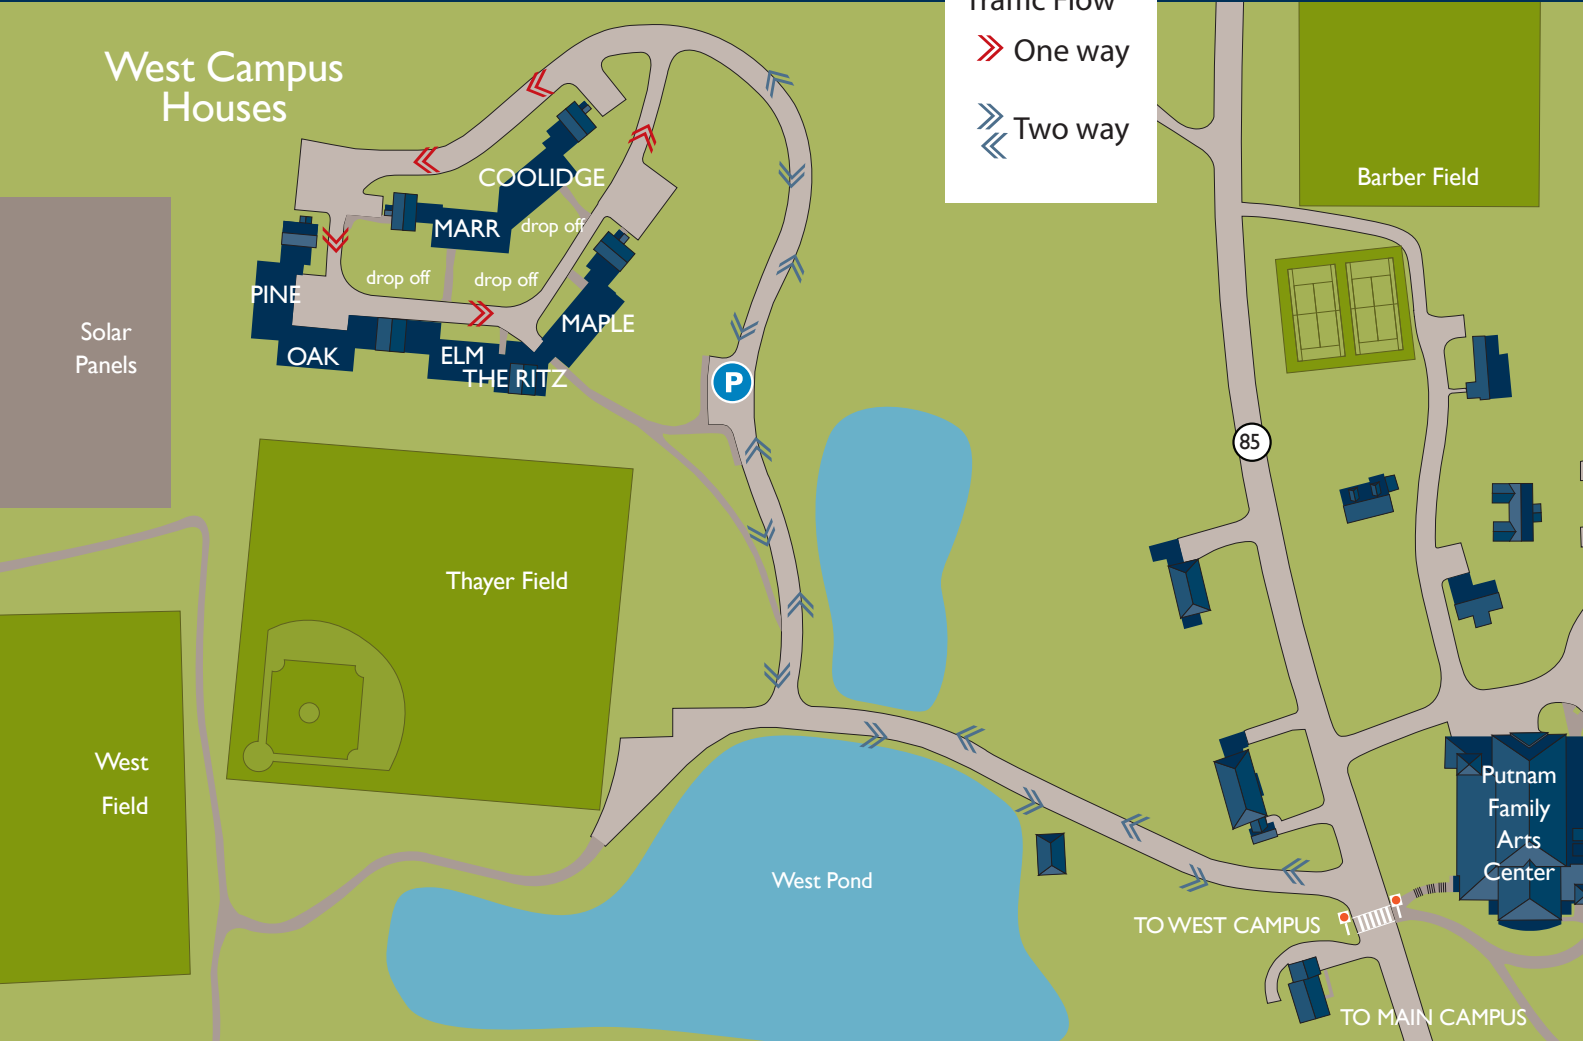 Traffic Flow
One way
Two way
West Campus
Houses
COOLIDGE
MARR
drop off
drop off
drop off
PINE
MAPLE
OAK
ELM
THE RITZ
Solar
Panels
P
Barber Field
85
Thayer Field
West
Field
West Pond
Putnam
Family
Arts
Center
TO WEST CAMPUS
TO MAIN CAMPUS